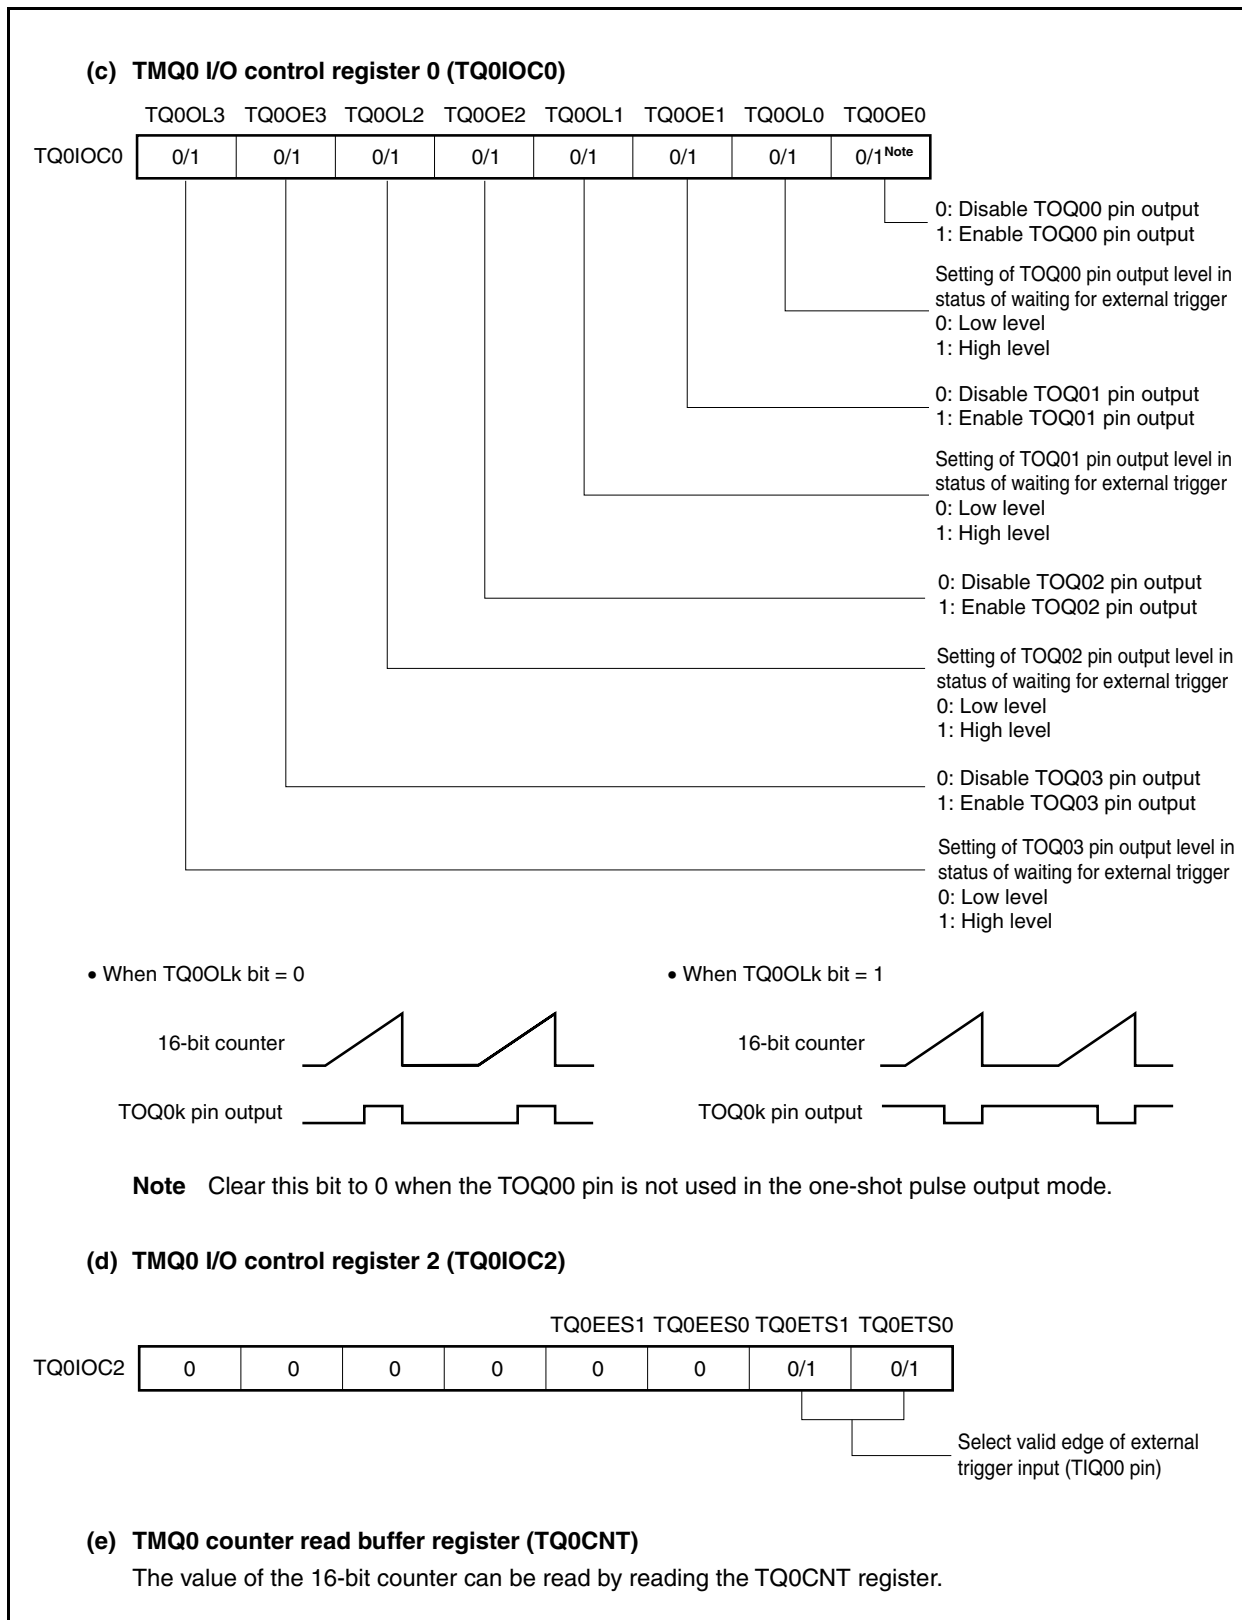 (c) TMQ0 I/O control register 0 (TQ0IOC0)
TQ0OL3 TQ0OE3 TQ0OL2 TQ0OE2 TQ0OL1 TQ0OE1 TQ0OL0 TQ0OE0
TQ0IOC0 0/1 0/1 0/1 0/1 0/1 0/1 0/1 0/1Note
0: Disable TOQ00 pin output
1: Enable TOQ00 pin output
Setting of TOQ00 pin output level in
status of waiting for external trigger
0: Low level
1: High level
0: Disable TOQ01 pin output
1: Enable TOQ01 pin output
Setting of TOQ01 pin output level in
status of waiting for external trigger
0: Low level
1: High level
0: Disable TOQ02 pin output
1: Enable TOQ02 pin output
Setting of TOQ02 pin output level in
status of waiting for external trigger
0: Low level
1: High level
0: Disable TOQ03 pin output
1: Enable TOQ03 pin output
Setting of TOQ03 pin output level in
status of waiting for external trigger
0: Low level
1: High level
• When TQ0OLk bit = 0
16-bit counter
TOQ0k pin output
• When TQ0OLk bit = 1
16-bit counter
TOQ0k pin output
Note Clear this bit to 0 when the TOQ00 pin is not used in the one-shot pulse output mode.
(d) TMQ0 I/O control register 2 (TQ0IOC2)
TQ0EES1 TQ0EES0 TQ0ETS1 TQ0ETS0
TQ0IOC2 0 0 0 0 0 0 0/1 0/1
Select valid edge of external
trigger input (TIQ00 pin)
(e) TMQ0 counter read buffer register (TQ0CNT)
The value of the 16-bit counter can be read by reading the TQ0CNT register.